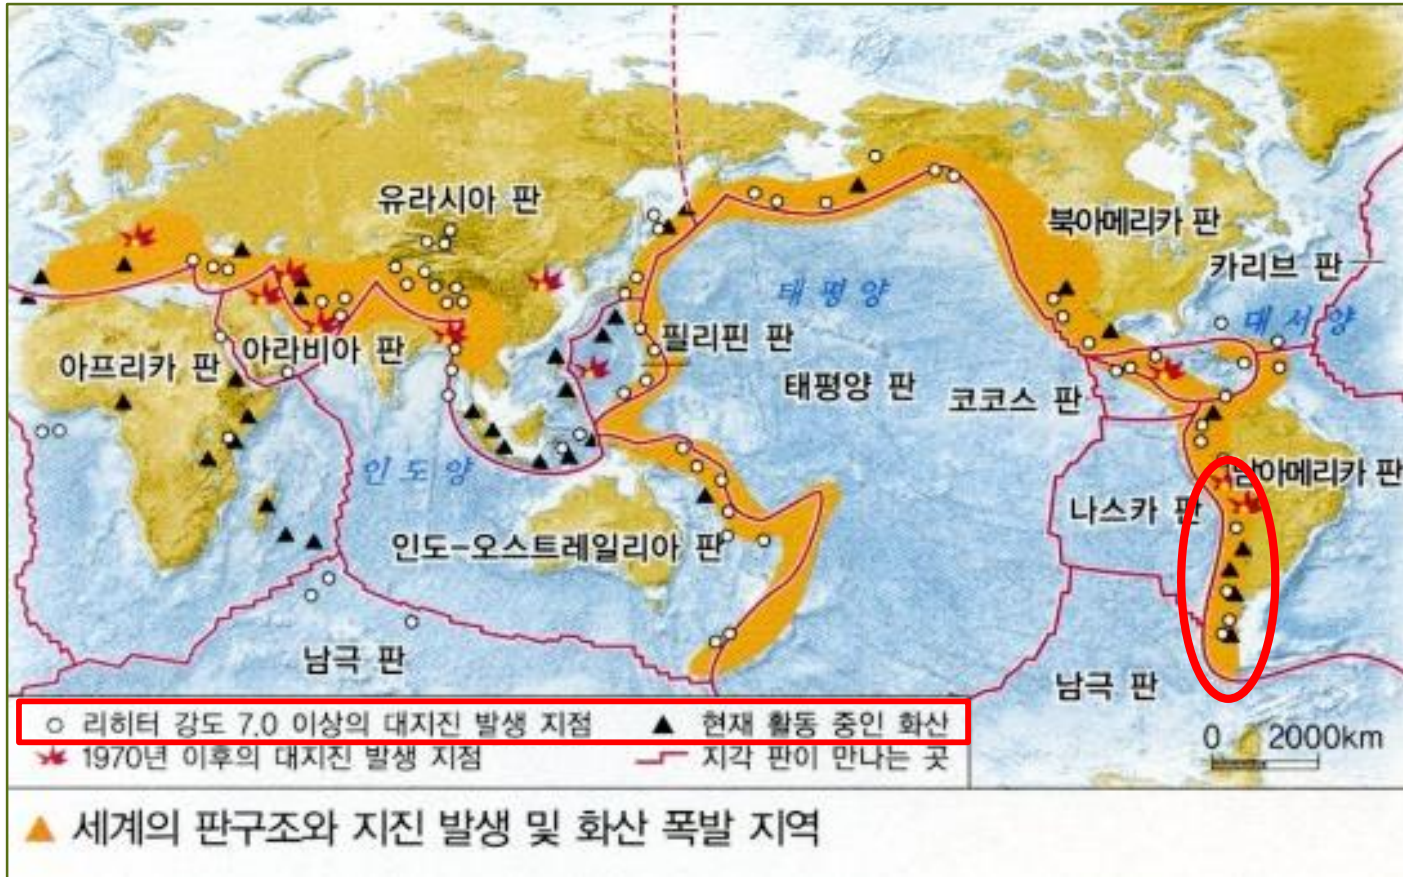 유라시아 판
북아메리카 판
카리브 판
태평양
대서양
필리핀 판
아라비아 판
아프리카 판
태평양 판
코코스 판
인도양
남아메리카 판
나스카 판
인도-오스트레일리아 판
남극 판
남극 판
○ 리히터 강도 7.0 이상의 대지진 발생 지점 ▲ 현재 활동 중인 화산
1970년 이후의 대지진 발생 지점 지각 판이 만나는 곳
0 2000km
▲ 세계의 판구조와 지진 발생 및 화산 폭발 지역